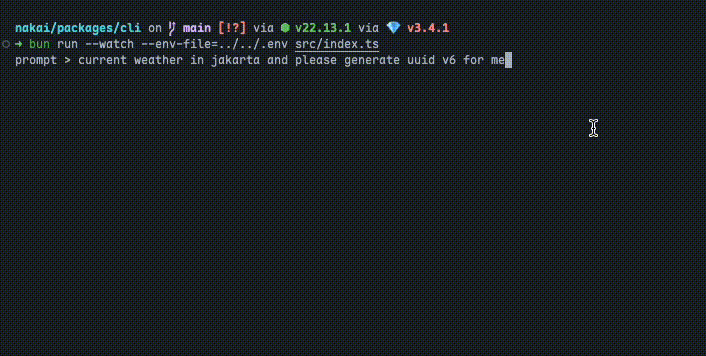 nakai/packages/cli on main [!?] via v22.13.1 via v3.4.1
➜ bun run --watch --env-file=../../.env src/index.ts
prompt > current weather in jakarta and please generate uuid v6 for me